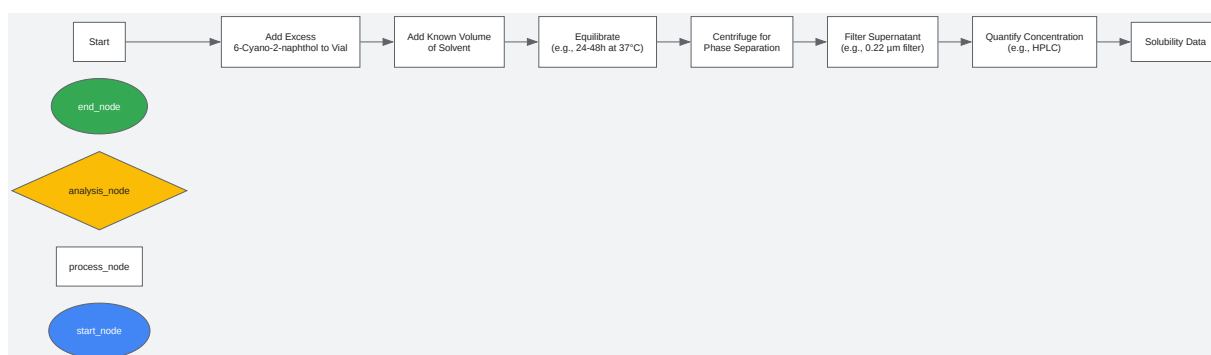 Start
Add Excess
6-Cyano-2-naphthol to Vial
Add Known Volume
of Solvent
Equilibrate
(e.g., 24-48h at 37°C)
Centrifuge for
Phase Separation
Filter Supernatant
(e.g., 0.22 µm filter)
Quantify Concentration
(e.g., HPLC)
Solubility Data
end_node
analysis_node
process_node
start_node